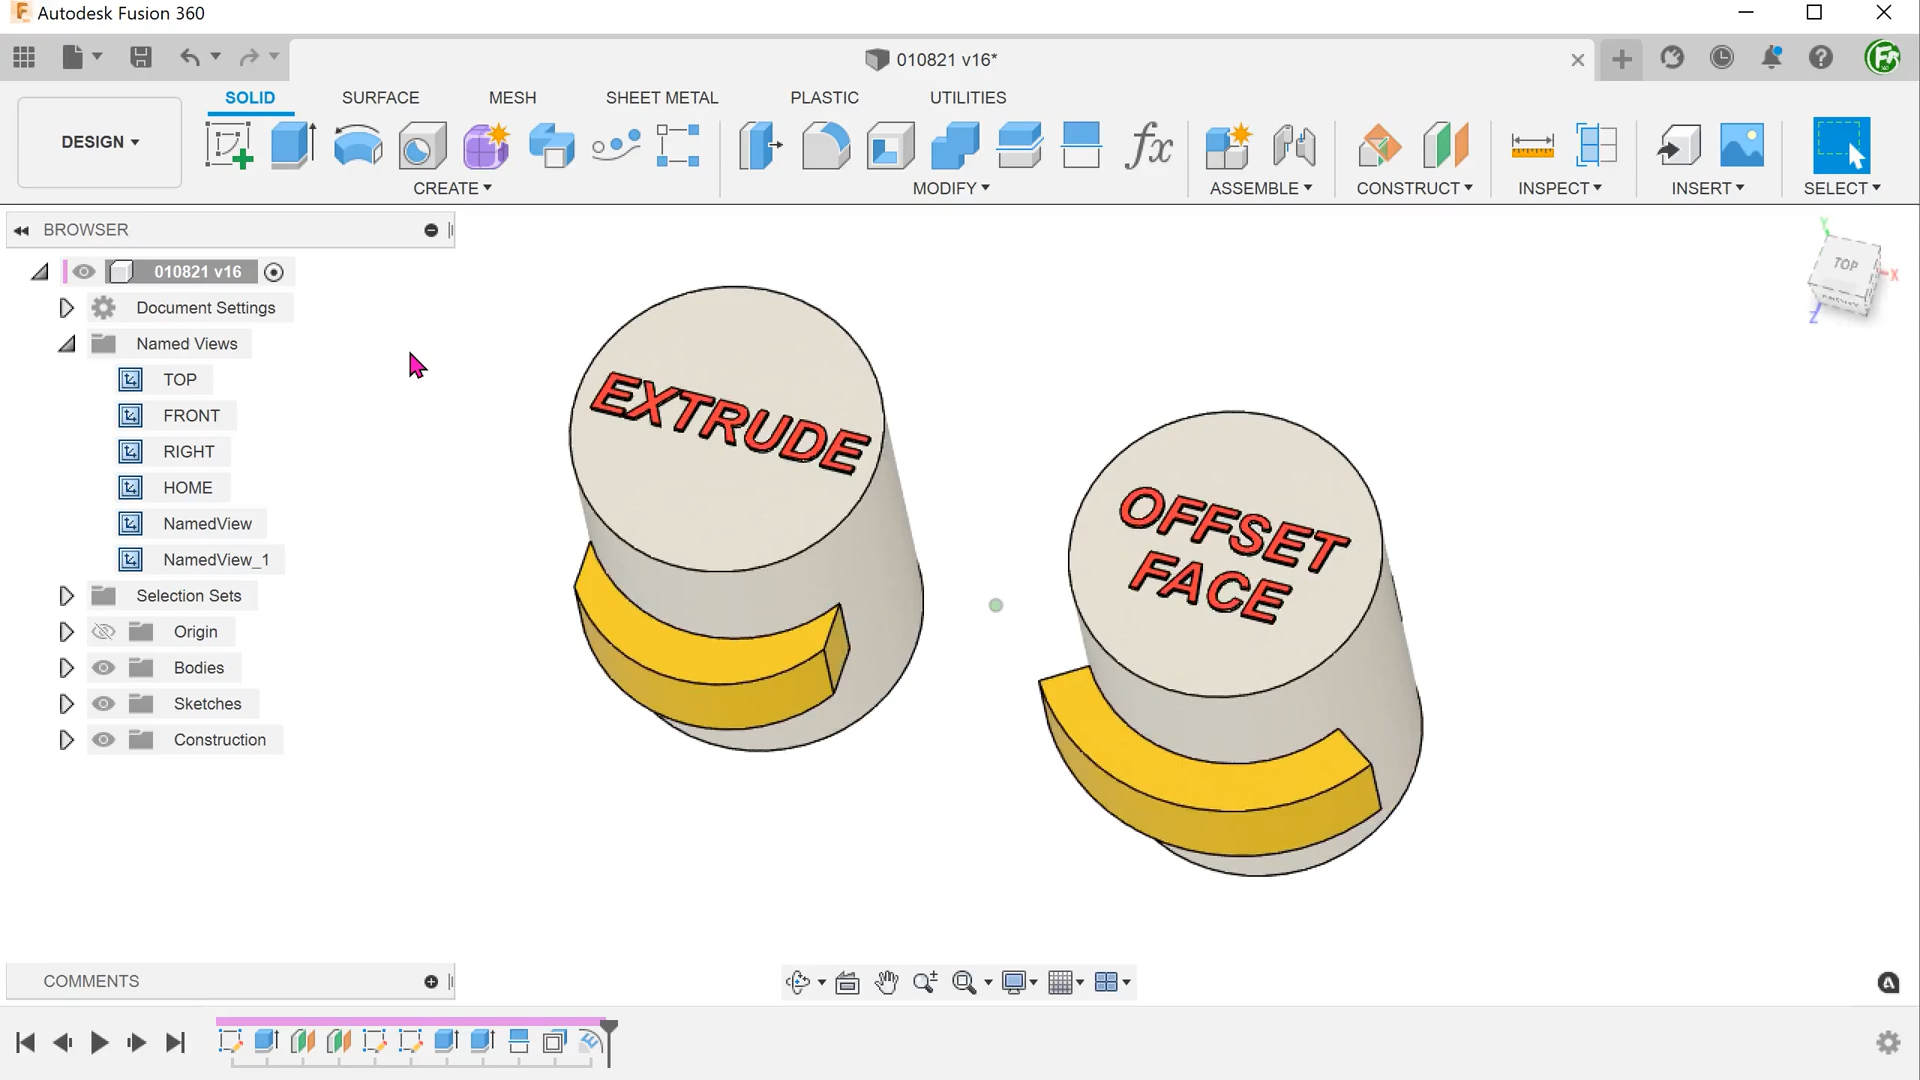 Autodesk Fusion 360
010821 v16*
DESIGN
SOLID
SURFACE
MESH
SHEET METAL
PLASTIC
UTILITIES
CREATE
MODIFY
fx
ASSEMBLE
CONSTRUCT
INSPECT
INSERT
SELECT
BROWSER
010821 v16
Document Settings
Named Views
TOP
FRONT
RIGHT
HOME
NamedView
NamedView_1
Selection Sets
Origin
Bodies
Sketches
Construction
EXTRUDE
OFFSET
FACE
Y
TOP
X
FRONT
Z
COMMENTS